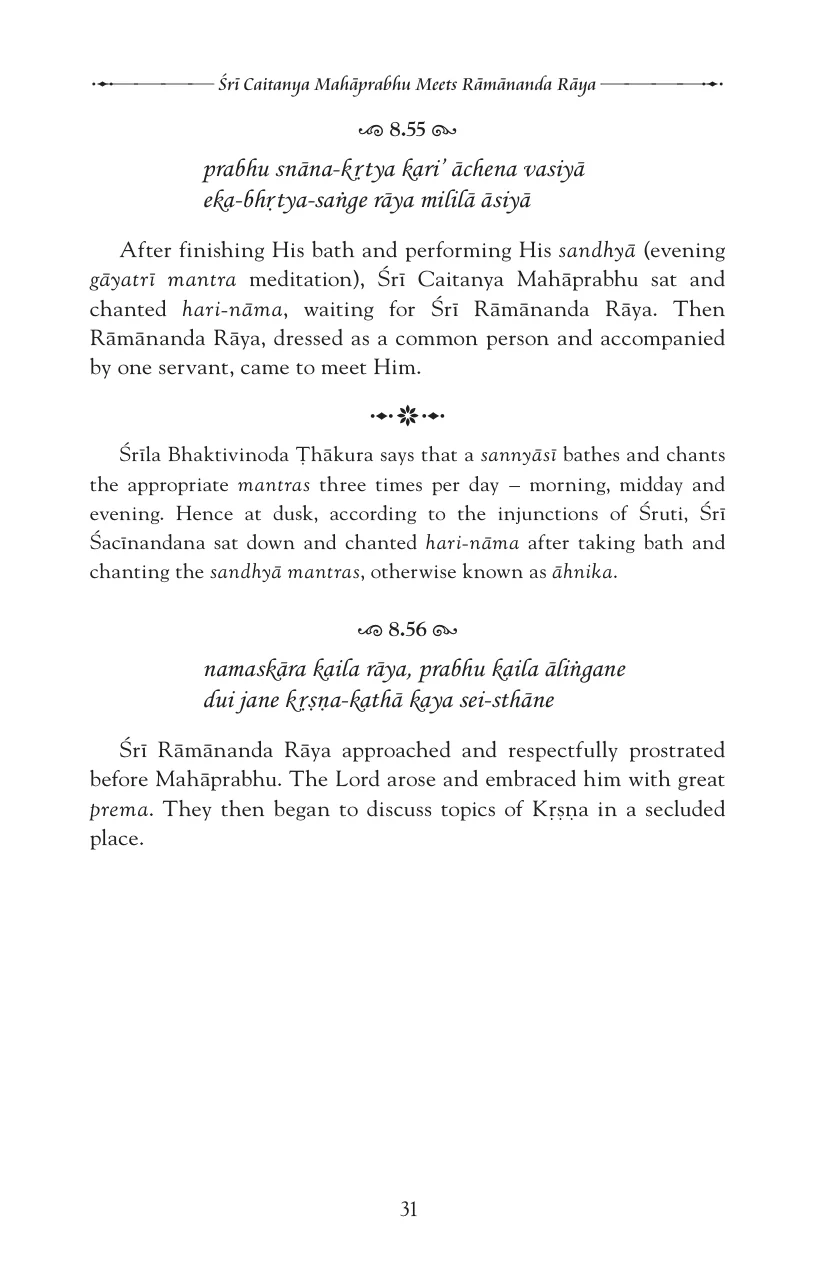 Śrī Caitanya Mahāprabhu Meets Rāmānanda Rāya
8.55
prabhu snāna-kṛtya kari’ āchena vasiyā
eka-bhṛtya-saṅge rāya mililā āsiyā
After finishing His bath and performing His sandhyā (evening
gāyatrī mantra meditation), Śrī Caitanya Mahāprabhu sat and
chanted hari-nāma, waiting for Śrī Rāmānanda Rāya. Then
Rāmānanda Rāya, dressed as a common person and accompanied
by one servant, came to meet Him.
Śrīla Bhaktivinoda Ṭhākura says that a sannyāsī bathes and chants
the appropriate mantras three times per day – morning, midday and
evening. Hence at dusk, according to the injunctions of Śruti, Śrī
Śacīnandana sat down and chanted hari-nāma after taking bath and
chanting the sandhyā mantras, otherwise known as āhnika.
8.56
namaskāra kaila rāya, prabhu kaila āliṅgane
dui jane kṛṣṇa-kathā kaya sei-sthāne
Śrī Rāmānanda Rāya approached and respectfully prostrated
before Mahāprabhu. The Lord arose and embraced him with great
prema. They then began to discuss topics of Kṛṣṇa in a secluded
place.
31